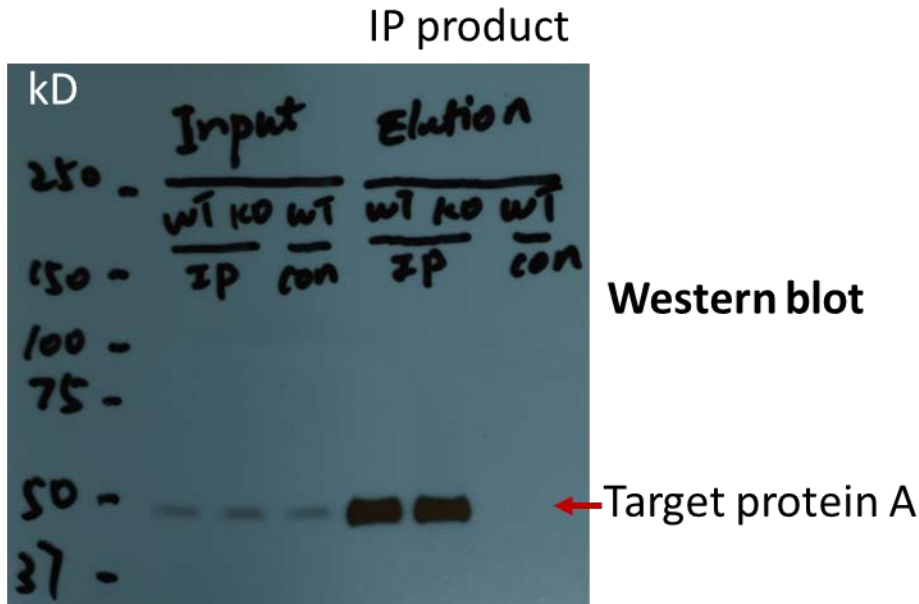 IP product
kD
Input Elution
250 -
WT KO WT WT KO WT
150 - IP con IP con
Western blot
100 -
75 -
50 -
Target protein A
37 -